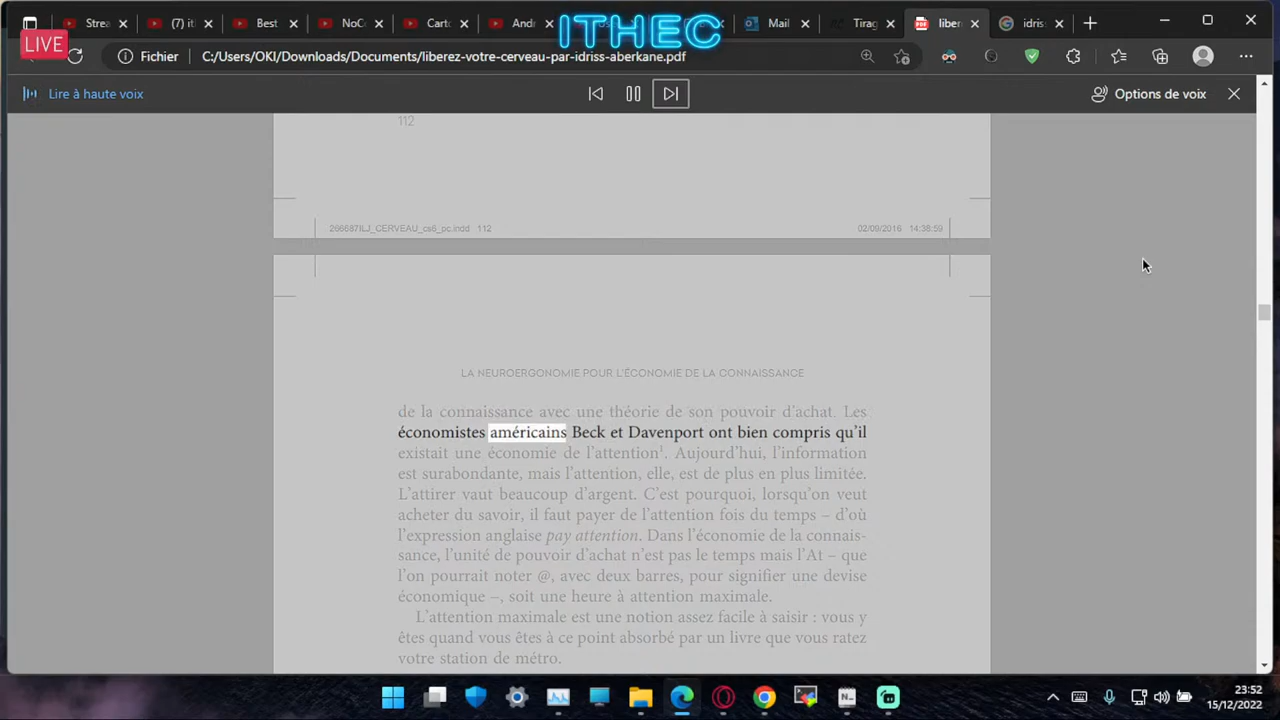 Strea
(7) it
Best
NoC
Carto
And
Mail
Tirag
liber
idris
ITHEC
LIVE
Fichier
C:/Users/OKI/Downloads/Documents/liberez-votre-cerveau-par-idriss-aberkane.pdf
Lire à haute voix
Options de voix
112
266687ILJ_CERVEAU_cs6_pc.indd 112
02/09/2016 14:38:59
LA NEUROERGONOMIE POUR L'ÉCONOMIE DE LA CONNAISSANCE
de la connaissance avec une théorie de son pouvoir d'achat. Les
économistes américains Beck et Davenport ont bien compris qu'il
existait une économie de l'attention¹. Aujourd'hui, l'information
est surabondante, mais l'attention, elle, est de plus en plus limitée.
L'attirer vaut beaucoup d'argent. C'est pourquoi, lorsqu'on veut
acheter du savoir, il faut payer de l'attention fois du temps – d'où
l'expression anglaise pay attention. Dans l'économie de la connais-
sance, l'unité de pouvoir d'achat n'est pas le temps mais l'At – que
l'on pourrait noter @, avec deux barres, pour signifier une devise
économique –, soit une heure à attention maximale.
L'attention maximale est une notion assez facile à saisir : vous y
êtes quand vous êtes à ce point absorbé par un livre que vous ratez
votre station de métro.
23:52
15/12/2022